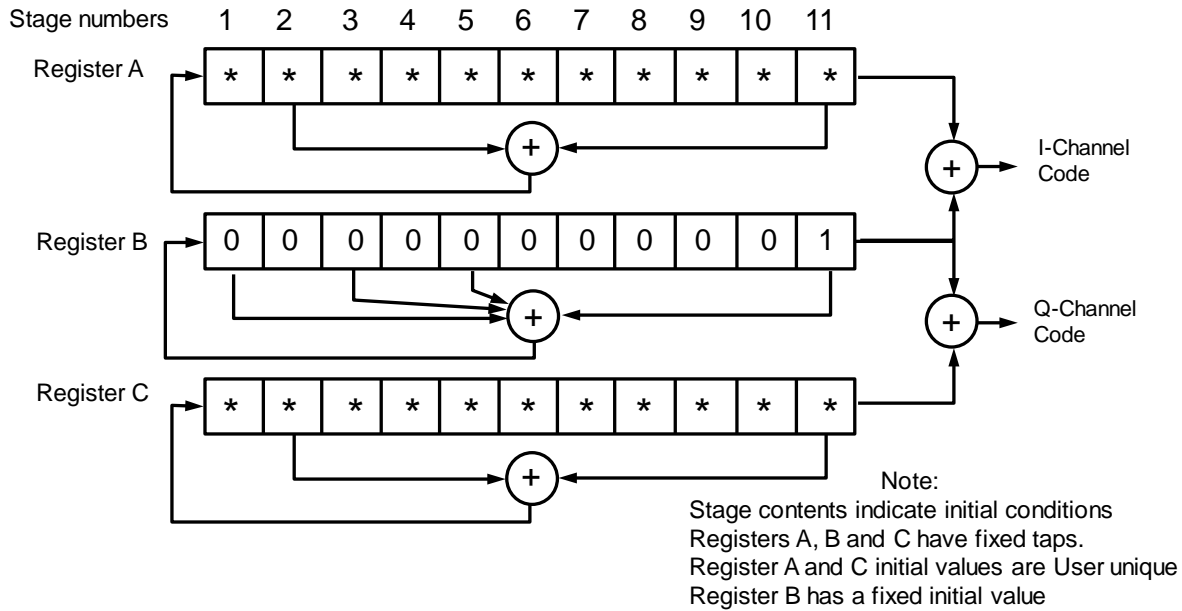 Stage numbers 1 2 3 4 5 6 7 8 9 10 11
Register A * * * * * * * * * * *
+
+
I-Channel
Code
Register B 0 0 0 0 0 0 0 0 0 0 1
+
+
Q-Channel
Code
Register C * * * * * * * * * * *
+
Note:
Stage contents indicate initial conditions
Registers A, B and C have fixed taps.
Register A and C initial values are User unique
Register B has a fixed initial value